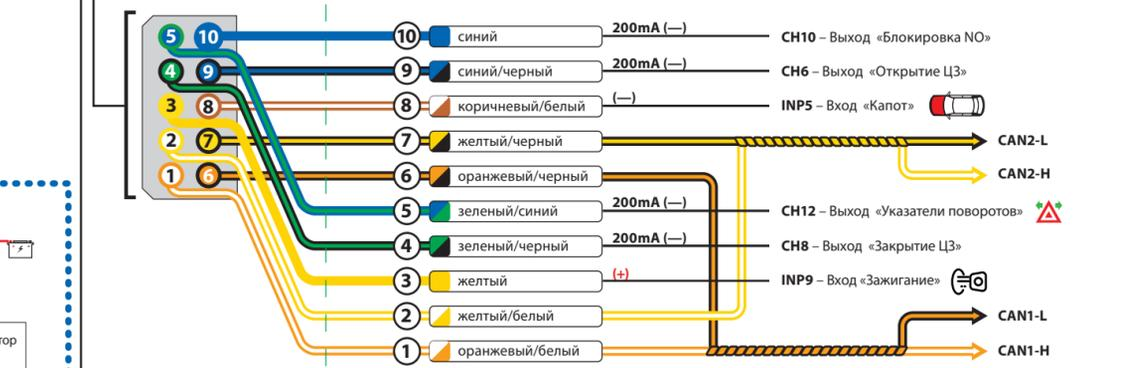 5 10 10 синий 200mA (—) CH10 – Выход «Блокировка NO»
4 9 9 синий/черный 200mA (—) CH6 – Выход «Открытие ЦЗ»
3 8 8 коричневый/белый (—) INP5 – Вход «Капот»
2 7 7 желтый/черный CAN2-L
1 6 6 оранжевый/черный CAN2-H
5 зеленый/синий 200mA (—) CH12 – Выход «Указатели поворотов»
4 зеленый/черный 200mA (—) CH8 – Выход «Закрытие ЦЗ»
3 желтый (+) INP9 – Вход «Зажигание»
2 желтый/белый CAN1-L
1 оранжевый/белый CAN1-H
тор